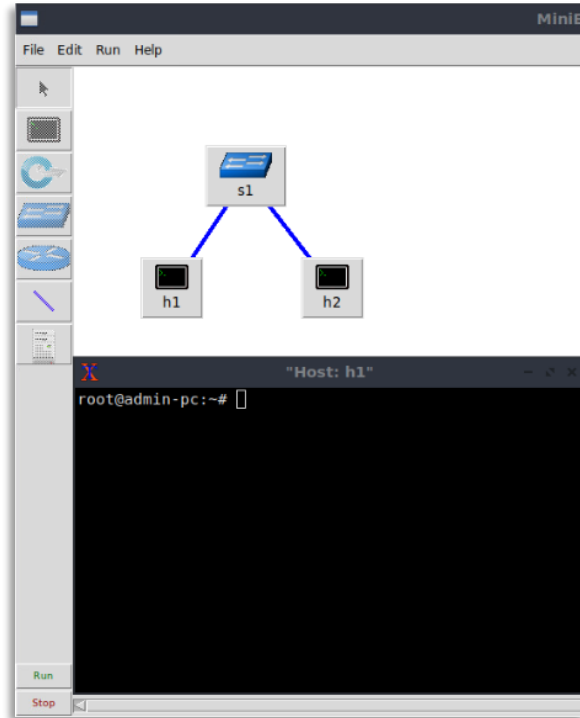 MiniE
File Edit Run Help
s1
h1 h2
"Host: h1"
root@admin-pc:~#
Run
Stop